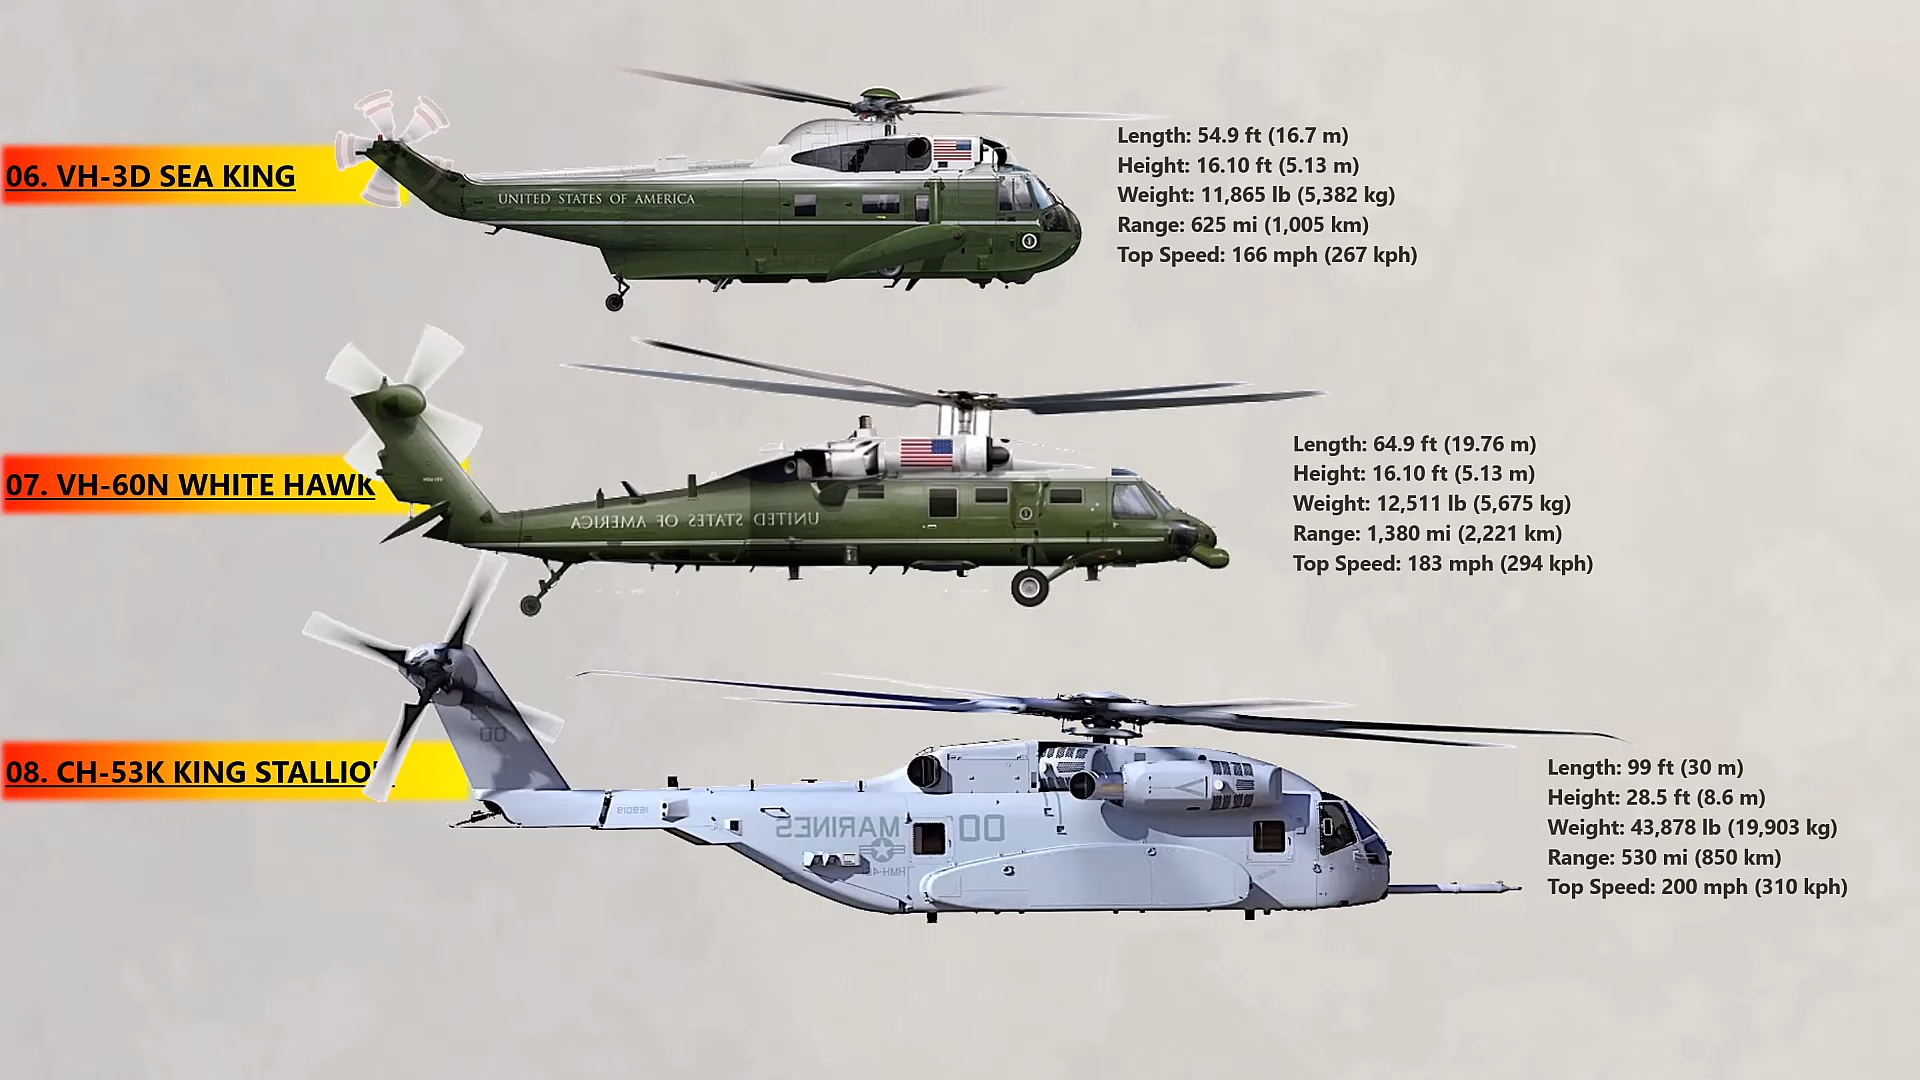 06. VH-3D SEA KING
UNITED STATES OF AMERICA
Length: 54.9 ft (16.7 m)
Height: 16.10 ft (5.13 m)
Weight: 11,865 lb (5,382 kg)
Range: 625 mi (1,005 km)
Top Speed: 166 mph (267 kph)
07. VH-60N WHITE HAWk
UNITED STATES OF AMERICA
Length: 64.9 ft (19.76 m)
Height: 16.10 ft (5.13 m)
Weight: 12,511 lb (5,675 kg)
Range: 1,380 mi (2,221 km)
Top Speed: 183 mph (294 kph)
08. CH-53K KING STALLIO
00
169019
MARINES 00
Length: 99 ft (30 m)
Height: 28.5 ft (8.6 m)
Weight: 43,878 lb (19,903 kg)
Range: 530 mi (850 km)
Top Speed: 200 mph (310 kph)